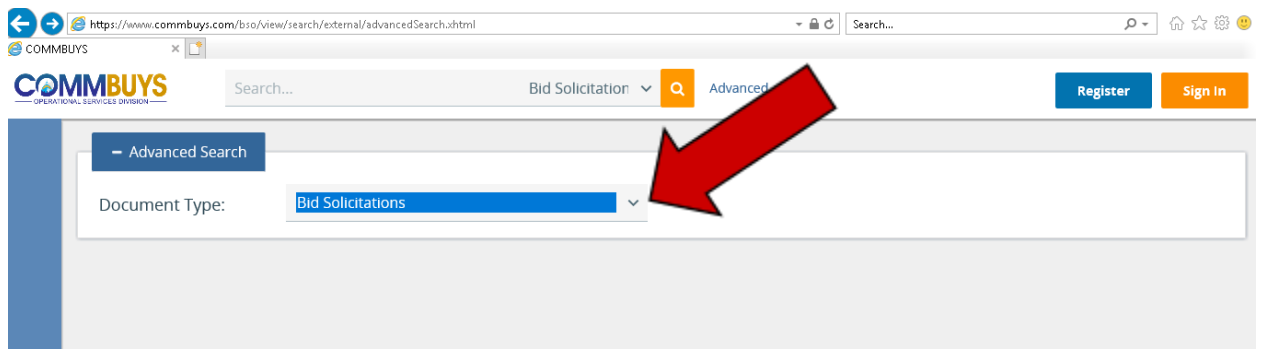 https://www.commbuys.com/bso/view/search/external/advancedSearch.xhtml
Search...
COMMBUYS
COMMBUYS
OPERATIONAL SERVICES DIVISION
Search...
Bid Solicitation
Advanced
Register
Sign In
Advanced Search
Document Type:
Bid Solicitations